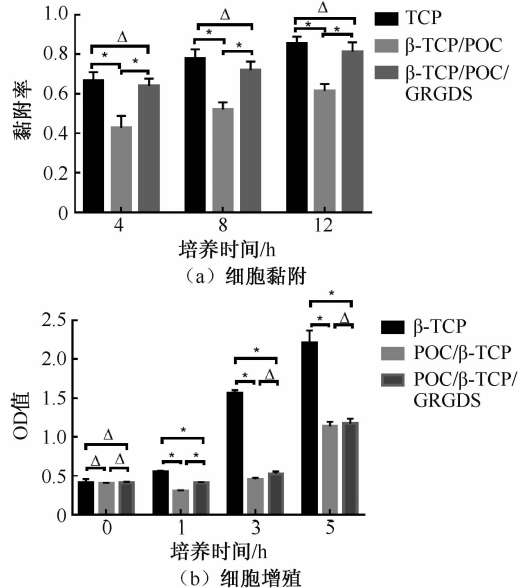 1.0
0.8
0.6
0.4
0.2
0
黏附率
Δ
*
*
Δ
*
*
Δ
*
*
4
8
12
培养时间/h
TCP
β-TCP/POC
β-TCP/POC/
GRGDS
(a) 细胞黏附
2.5
2.0
1.5
1.0
0.5
0
OD值
Δ
Δ
Δ
*
*
*
*
*
Δ
*
*
Δ
0
1
3
5
培养时间/h
β-TCP
POC/β-TCP
POC/β-TCP/
GRGDS
(b) 细胞增殖